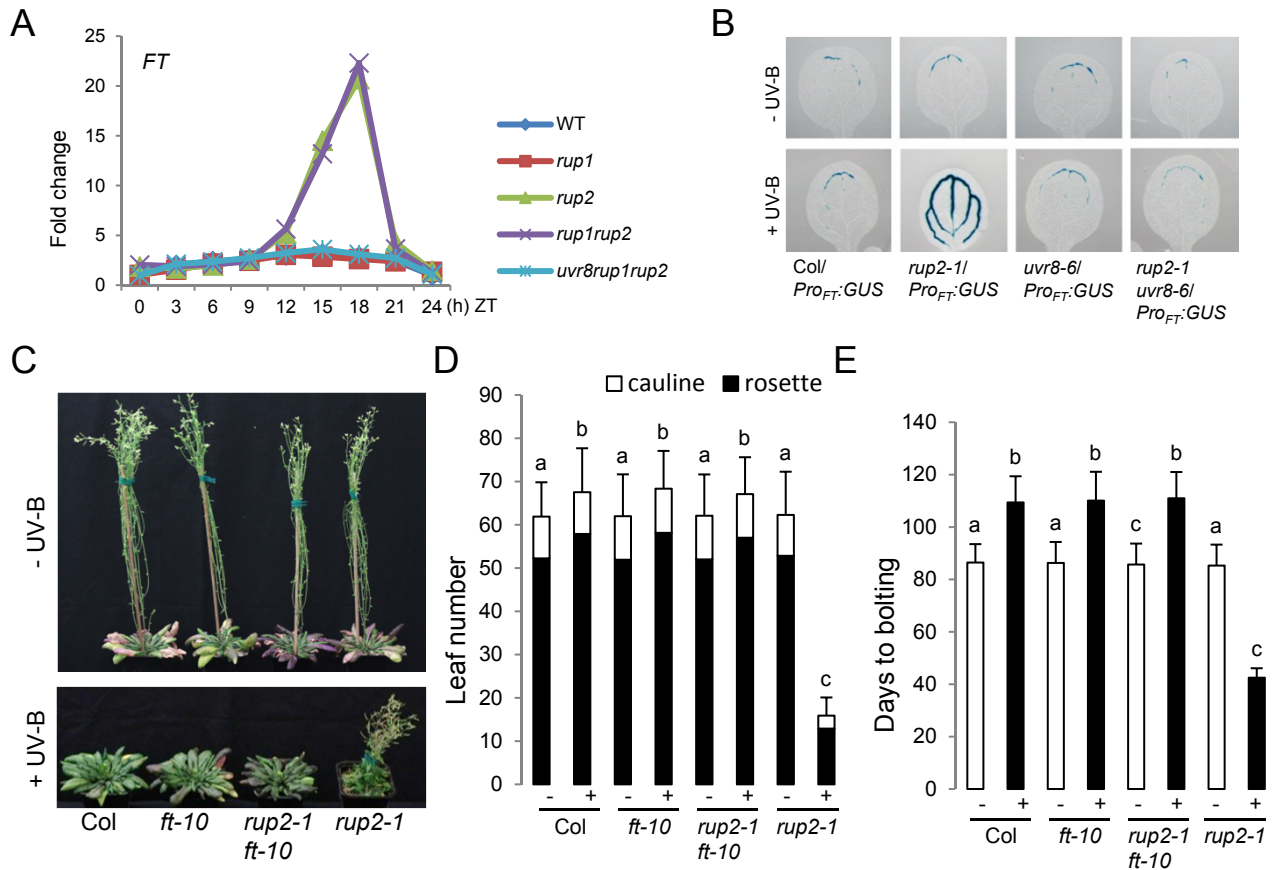 A
FT
Fold change
25
20
15
10
5
0
0 3 6 9 12 15 18 21 24 (h) ZT
WT
rup1
rup2
rup1rup2
uvr8rup1rup2
B
- UV-B
+ UV-B
Col/
ProFT:GUS
rup2-1/
ProFT:GUS
uvr8-6/
ProFT:GUS
rup2-1
uvr8-6/
ProFT:GUS
C
- UV-B
+ UV-B
Col
ft-10
rup2-1
ft-10
rup2-1
D
cauline rosette
Leaf number
90
80
70
60
50
40
30
20
10
0
a b a b a b a c
- + - + - + - +
Col
ft-10
rup2-1
ft-10
rup2-1
E
Days to bolting
140
120
100
80
60
40
20
0
a b a b c b a c
- + - + - + - +
Col
ft-10
rup2-1
ft-10
rup2-1